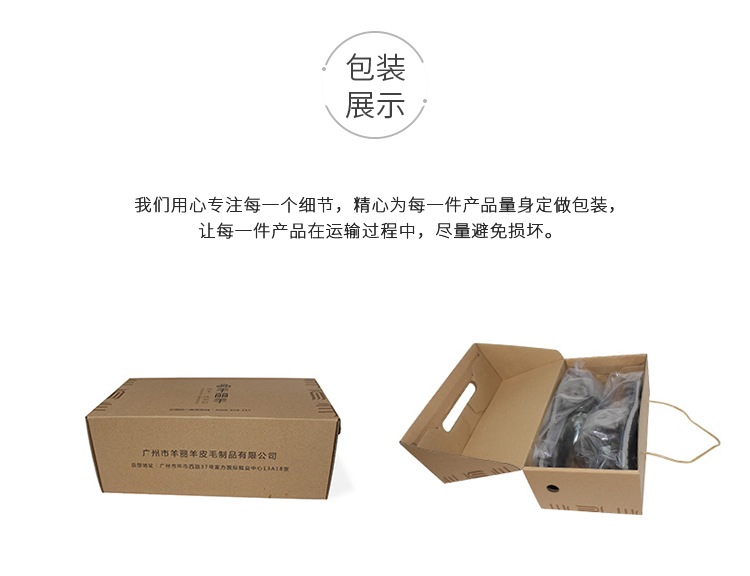 包装
展示
我们用心专注每一个细节，精心为每一件产品量身定做包装，
让每一件产品在运输过程中，尽量避免损坏。
广州市羊丽羊皮毛制品有限公司